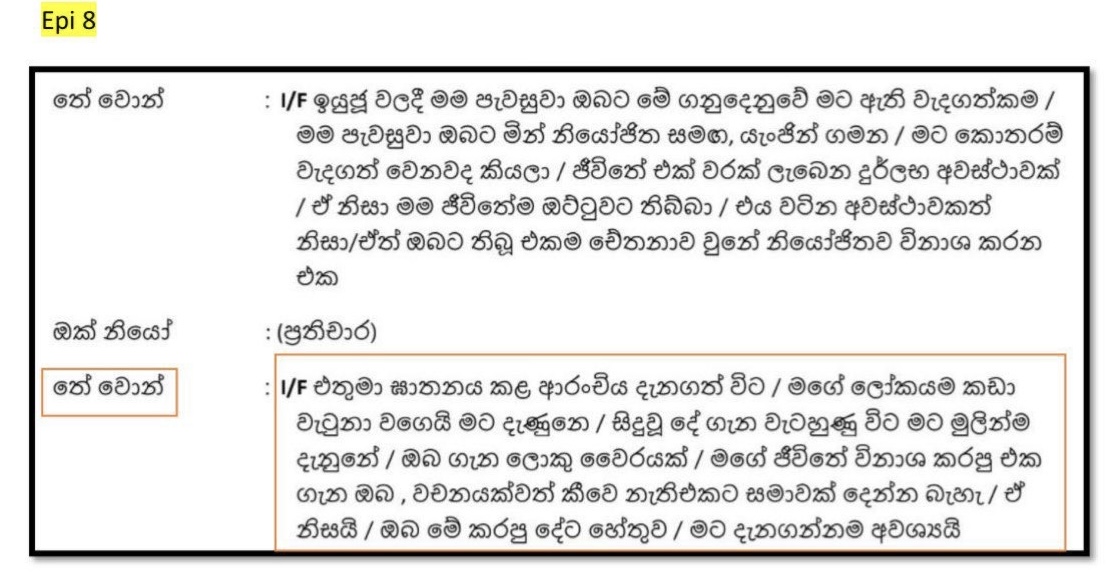 Epi 8
තේ වොන් : I/F ඉයුජූ වලදී මම පැවසුවා ඔබට මේ ගනුදෙනුවේ මට ඇති වැදගත්කම /
මම පැවසුවා ඔබට මින් නියෝජිත සමඟ, යැංජින් ගමන / මට කොතරම්
වැදගත් වෙනවද කියලා / ජීවිතේ එක් වරක් ලැබෙන දුර්ලභ අවස්ථාවක්
/ ඒ නිසා මම ජීවිතේම ඔට්ටුවට තිබ්බා / එය වටින අවස්ථාවකත්
නිසා/ඒත් ඔබට තිබූ එකම චේතනාව වුනේ නියෝජිතව විනාශ කරන
එක
ඔක් නියෝ : (ප්‍රතිචාර)
තේ වොන් : I/F එතුමා ඝාතනය කළ ආරංචිය දැනගත් විට / මගේ ලෝකයම කඩා
වැටුනා වගෙයි මට දැණුනෙ / සිදුවූ දේ ගැන වැටහුණු විට මට මුලින්ම
දැනුනේ / ඔබ ගැන ලොකු වෛරයක් / මගේ ජීවිතේ විනාශ කරපු එක
ගැන ඔබ , වචනයක්වත් කීවෙ නැතිඑකට සමාවක් දෙන්න බැහැ / ඒ
නිසයි / ඔබ මේ කරපු දේට හේතුව / මට දැනගන්නම අවශ්‍යයි